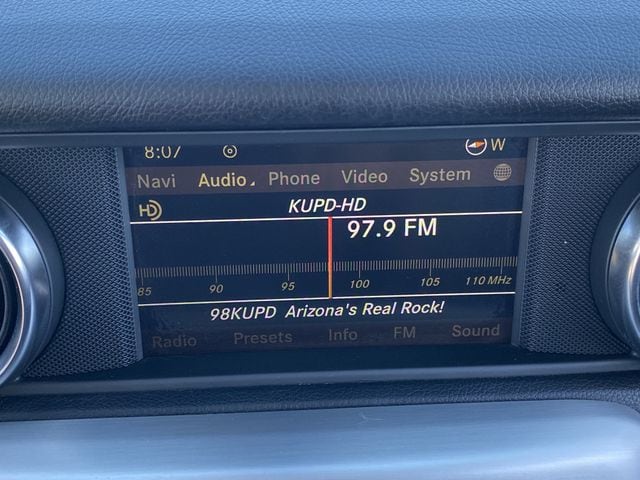 8:07 W
Navi Audio Phone Video System
HD KUPD-HD
97.9 FM
85 90 95 100 105 110 MHz
98KUPD Arizona's Real Rock!
Radio Presets Info FM Sound